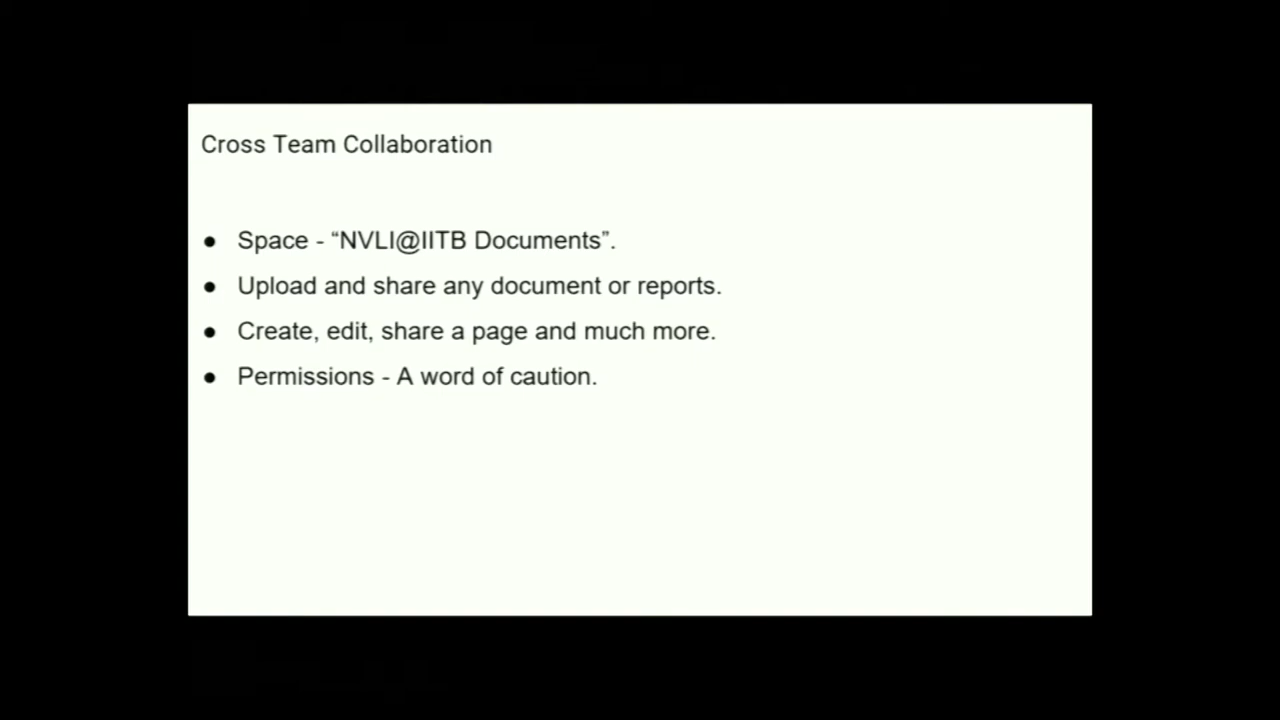 Cross Team Collaboration
● Space - “NVLI@IITB Documents”.
● Upload and share any document or reports.
● Create, edit, share a page and much more.
● Permissions - A word of caution.